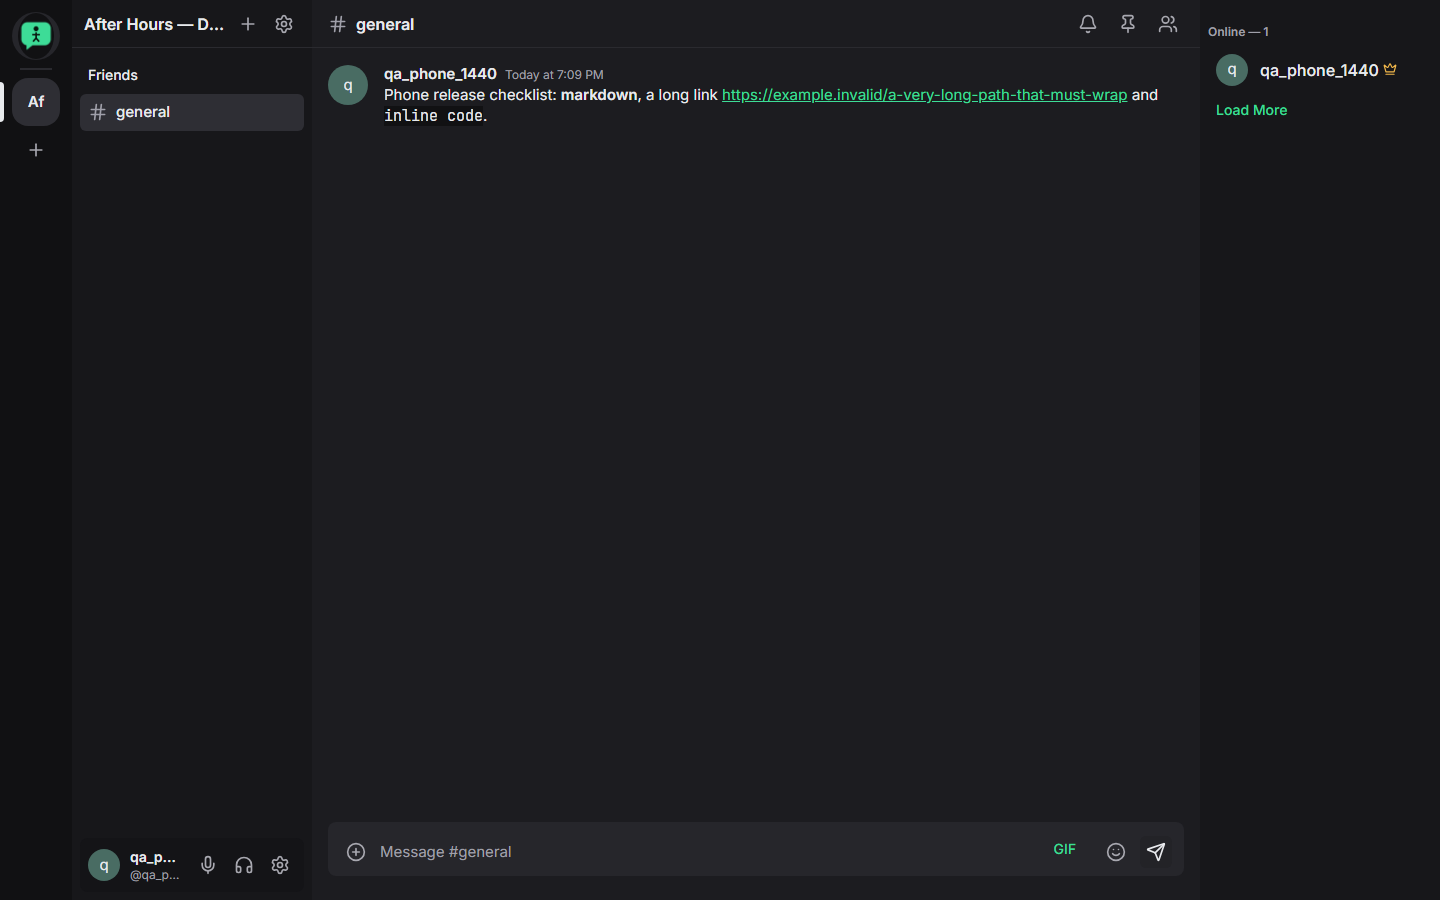 After Hours — D...
Friends
Af
general
general
qa_phone_1440 Today at 7:09 PM
q
Phone release checklist: markdown, a long link https://example.invalid/a-very-long-path-that-must-wrap and
inline code.
Online — 1
q
qa_phone_1440
Load More
q
qa_p...
@qa_p...
Message #general
GIF